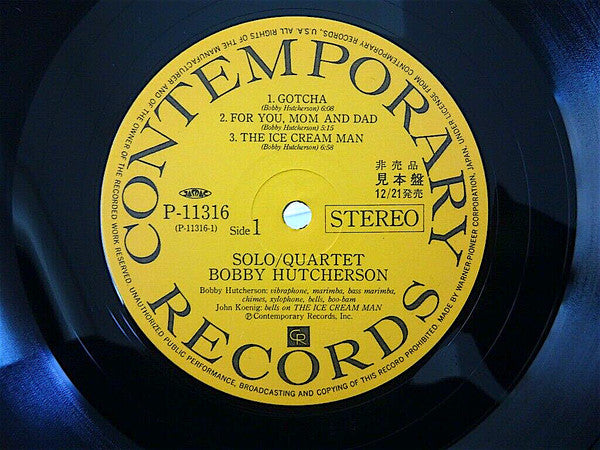 CONTEMPORARY
RECORDS
1. GOTCHA
(Bobby Hutcherson) 6:08
2. FOR YOU, MOM AND DAD
(Bobby Hutcherson) 5:15
3. THE ICE CREAM MAN
(Bobby Hutcherson) 6:58
非売品
見本盤
12/21発売
JASRAC
P-11316
(P-11316-1)
Side 1
STEREO
SOLO/QUARTET
BOBBY HUTCHERSON
Bobby Hutcherson: vibraphone, marimba, bass marimba,
chimes, xylophone, bells, boo-bam
John Koenig: bells on THE ICE CREAM MAN
Ⓟ Contemporary Records, Inc.
CR
ALL RIGHTS OF THE MANUFACTURER AND OF THE OWNER OF THE RECORDED WORK RESERVED. UNAUTHORIZED PUBLIC PERFORMANCE, BROADCASTING AND COPYING OF THIS RECORD PROHIBITED. MADE BY WARNER-PIONEER CORPORATION, JAPAN, UNDER LICENSE FROM CONTEMPORARY RECORDS, U.S.A.